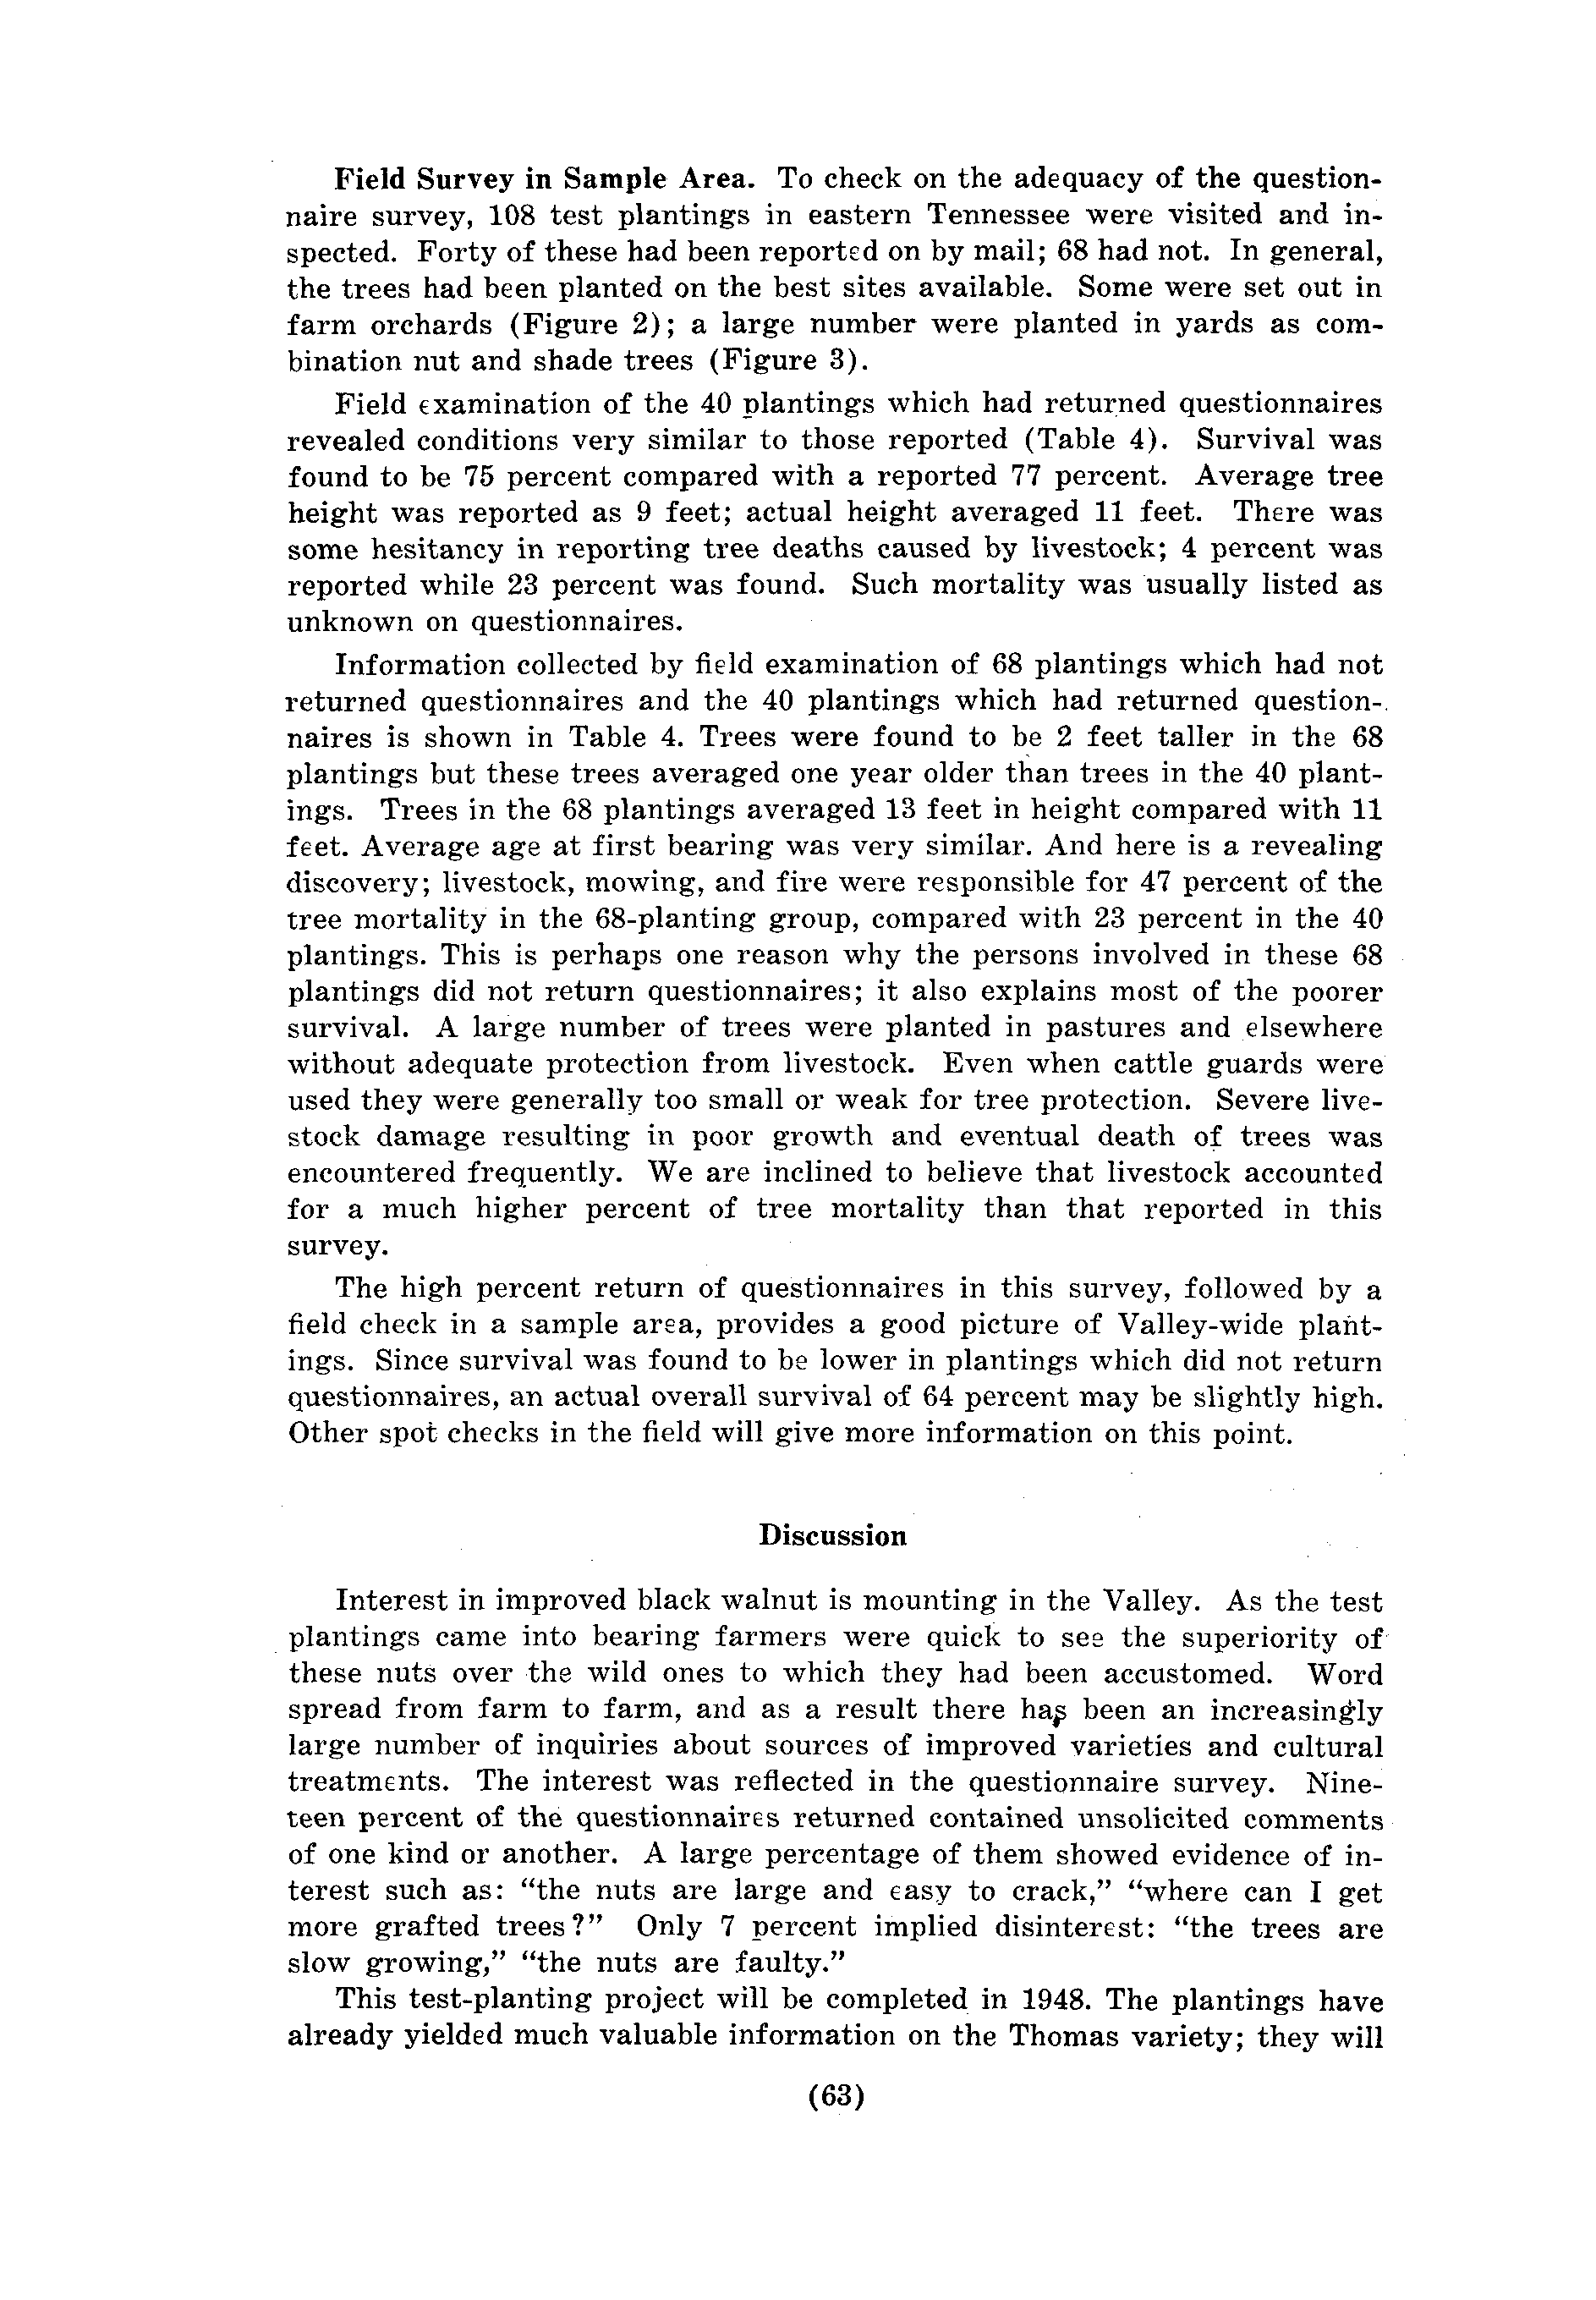 Field Survey in Sample Area. To check on the adequacy of the question-
naire survey, 108 test plantings in eastern Tennessee were visited and in-
spected. Forty of these had been reported on by mail; 68 had not. In general,
the trees had been planted on the best sites available. Some were set out in
farm orchards (Figure 2); a large number were planted in yards as com-
bination nut and shade trees (Figure 3).
Field examination of the 40 plantings which had returned questionnaires
revealed conditions very similar to those reported (Table 4). Survival was
found to be 75 percent compared with a reported 77 percent. Average tree
height was reported as 9 feet; actual height averaged 11 feet. There was
some hesitancy in reporting tree deaths caused by livestock; 4 percent was
reported while 23 percent was found. Such mortality was usually listed as
unknown on questionnaires.
Information collected by field examination of 68 plantings which had not
returned questionnaires and the 40 plantings which had returned question-
naires is shown in Table 4. Trees were found to be 2 feet taller in the 68
plantings but these trees averaged one year older than trees in the 40 plant-
ings. Trees in the 68 plantings averaged 13 feet in height compared with 11
feet. Average age at first bearing was very similar. And here is a revealing
discovery; livestock, mowing, and fire were responsible for 47 percent of the
tree mortality in the 68-planting group, compared with 23 percent in the 40
plantings. This is perhaps one reason why the persons involved in these 68
plantings did not return questionnaires; it also explains most of the poorer
survival. A large number of trees were planted in pastures and elsewhere
without adequate protection from livestock. Even when cattle guards were
used they were generally too small or weak for tree protection. Severe live-
stock damage resulting in poor growth and eventual death of trees was
encountered frequently. We are inclined to believe that livestock accounted
for a much higher percent of tree mortality than that reported in this
survey.
The high percent return of questionnaires in this survey, followed by a
field check in a sample area, provides a good picture of Valley-wide plant-
ings. Since survival was found to be lower in plantings which did not return
questionnaires, an actual overall survival of 64 percent may be slightly high.
Other spot checks in the field will give more information on this point.
Discussion
Interest in improved black walnut is mounting in the Valley. As the test
plantings came into bearing farmers were quick to see the superiority of
these nuts over the wild ones to which they had been accustomed. Word
spread from farm to farm, and as a result there has been an increasingly
large number of inquiries about sources of improved varieties and cultural
treatments. The interest was reflected in the questionnaire survey. Nine-
teen percent of the questionnaires returned contained unsolicited comments
of one kind or another. A large percentage of them showed evidence of in-
terest such as: “the nuts are large and easy to crack,” “where can I get
more grafted trees?” Only 7 percent implied disinterest: “the trees are
slow growing,” “the nuts are faulty.”
This test-planting project will be completed in 1948. The plantings have
already yielded much valuable information on the Thomas variety; they will
(63)